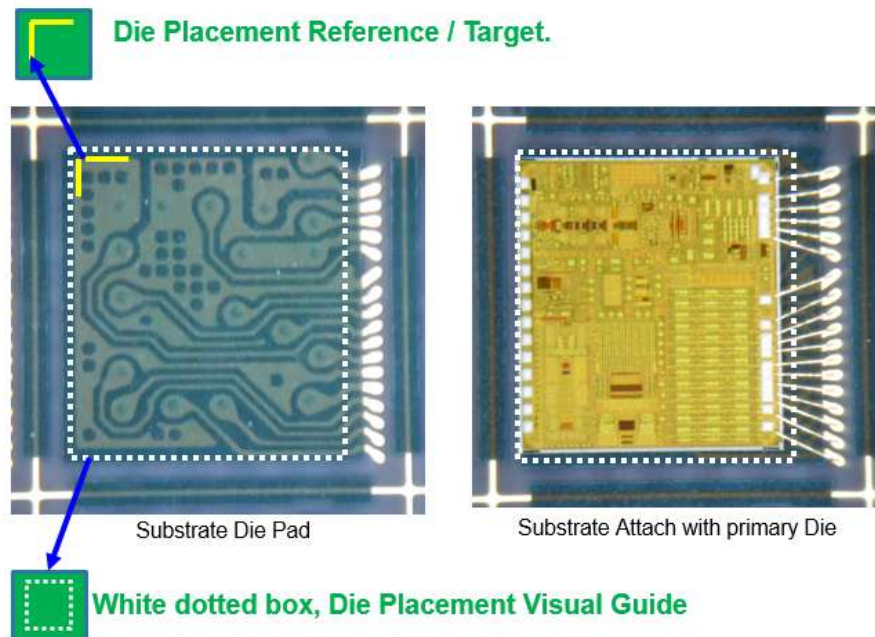 Die Placement Reference / Target.
Substrate Die Pad
Substrate Attach with primary Die
White dotted box, Die Placement Visual Guide